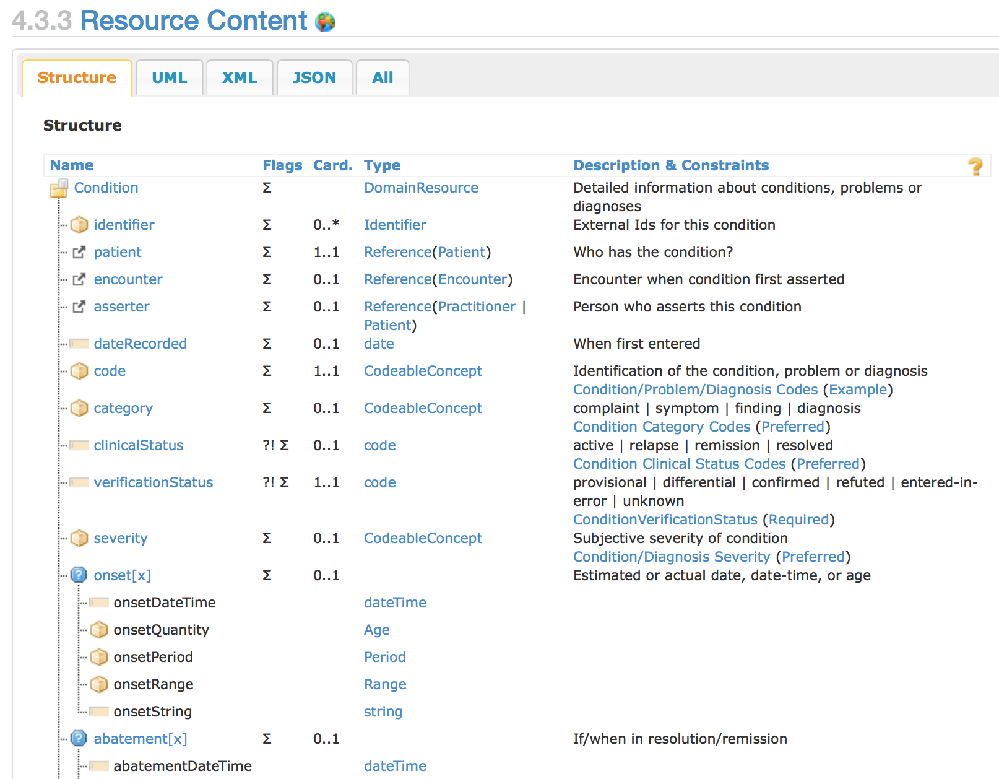 4.3.3 Resource Content
Structure UML XML JSON All
Structure
Name Flags Card. Type Description & Constraints
Condition Σ DomainResource Detailed information about conditions, problems or
diagnoses
identifier Σ 0..* Identifier External Ids for this condition
patient Σ 1..1 Reference(Patient) Who has the condition?
encounter Σ 0..1 Reference(Encounter) Encounter when condition first asserted
asserter Σ 0..1 Reference(Practitioner | Person who asserts this condition
Patient)
dateRecorded Σ 0..1 date When first entered
code Σ 1..1 CodeableConcept Identification of the condition, problem or diagnosis
Condition/Problem/Diagnosis Codes (Example)
category Σ 0..1 CodeableConcept complaint | symptom | finding | diagnosis
Condition Category Codes (Preferred)
clinicalStatus ?! Σ 0..1 code active | relapse | remission | resolved
Condition Clinical Status Codes (Preferred)
verificationStatus ?! Σ 1..1 code provisional | differential | confirmed | refuted | entered-in-
error | unknown
ConditionVerificationStatus (Required)
severity Σ 0..1 CodeableConcept Subjective severity of condition
Condition/Diagnosis Severity (Preferred)
onset[x] Σ 0..1 Estimated or actual date, date-time, or age
onsetDateTime dateTime
onsetQuantity Age
onsetPeriod Period
onsetRange Range
onsetString string
abatement[x] Σ 0..1 If/when in resolution/remission
abatementDateTime dateTime